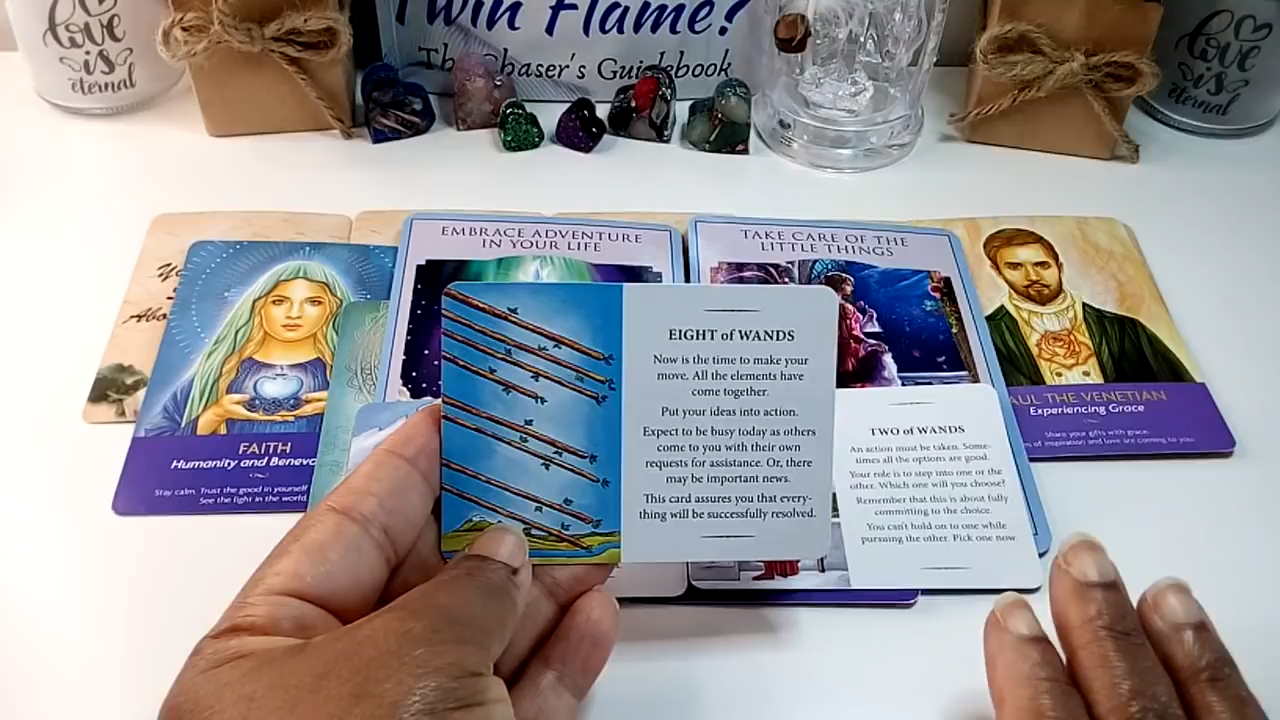 love
is
eternal
Twin Flame?
The Chaser's Guidebook
love
is
eternal
EMBRACE ADVENTURE
IN YOUR LIFE
TAKE CARE OF THE
LITTLE THINGS
FAITH
Humanity and Benevo
Stay calm. Trust the good in yourself
See the light in the world.
EIGHT of WANDS
Now is the time to make your
move. All the elements have
come together.
Put your ideas into action.
Expect to be busy today as others
come to you with their own
requests for assistance. Or, there
may be important news.
This card assures you that every-
thing will be successfully resolved.
TWO of WANDS
An action must be taken. Some-
times all the options are good.
Your role is to step into one or the
other. Which one will you choose?
Remember that this is about fully
committing to the choice.
You can't hold on to one while
pursuing the other. Pick one now.
AUL THE VENETIAN
Experiencing Grace
Share your gifts with grace.
of inspiration and love are coming to you.